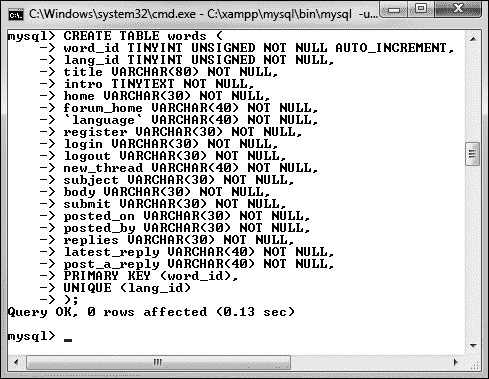 C:\Windows\system32\cmd.exe - C:\xampp\mysql\bin\mysql -u...
mysql> CREATE TABLE words (
-> word_id TINYINT UNSIGNED NOT NULL AUTO_INCREMENT,
-> lang_id TINYINT UNSIGNED NOT NULL,
-> title VARCHAR(80) NOT NULL,
-> intro TINYTEXT NOT NULL,
-> home VARCHAR(30) NOT NULL,
-> forum_home VARCHAR(40) NOT NULL,
-> `language` VARCHAR(40) NOT NULL,
-> register VARCHAR(30) NOT NULL,
-> login VARCHAR(30) NOT NULL,
-> logout VARCHAR(30) NOT NULL,
-> new_thread VARCHAR(40) NOT NULL,
-> subject VARCHAR(30) NOT NULL,
-> body VARCHAR(30) NOT NULL,
-> submit VARCHAR(30) NOT NULL,
-> posted_on VARCHAR(30) NOT NULL,
-> posted_by VARCHAR(30) NOT NULL,
-> replies VARCHAR(30) NOT NULL,
-> latest_reply VARCHAR(40) NOT NULL,
-> post_a_reply VARCHAR(40) NOT NULL,
-> PRIMARY KEY (word_id),
-> UNIQUE (lang_id)
-> );
Query OK, 0 rows affected (0.13 sec)
mysql> _